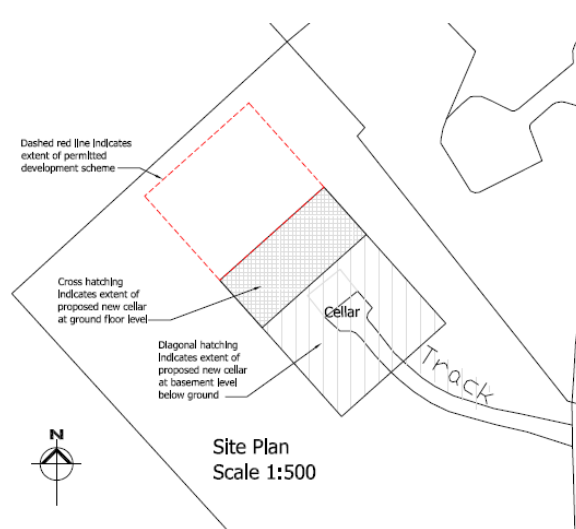 Dashed red line indicates
extent of permitted
development scheme
Cross hatching
indicates extent of
proposed new cellar
at ground floor level
Cellar
Diagonal hatching
indicates extent of
proposed new cellar
at basement level
below ground
Track
N
Site Plan
Scale 1:500